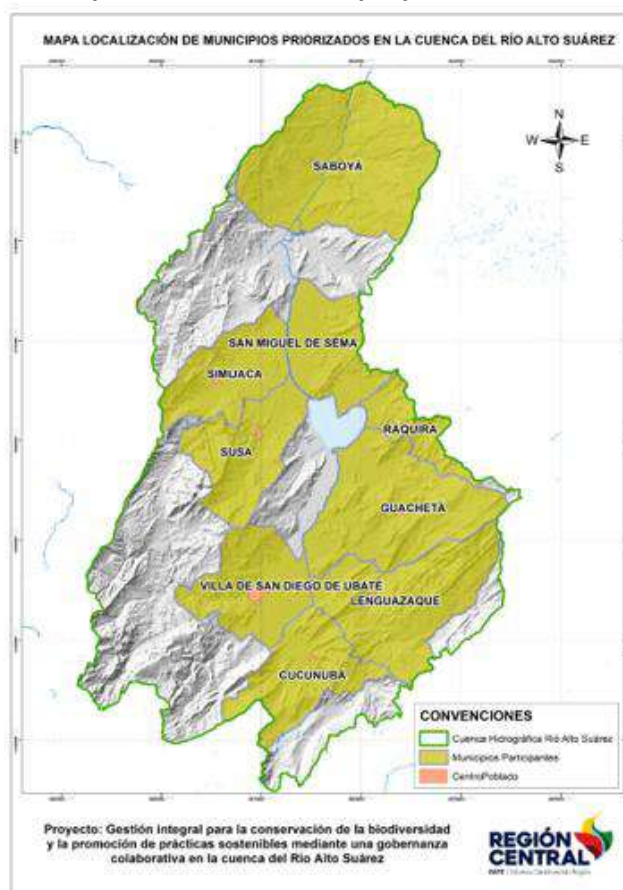 MAPA LOCALIZACIÓN DE MUNICIPIOS PRIORIZADOS EN LA CUENCA DEL RÍO ALTO SUÁREZ
N
W E
S
SABOYÁ
SAN MIGUEL DE SEMA
SIMIJACA
RAQUIRA
SUSA
GUACHETÁ
VILLA DE SAN DIEGO DE UBATÉ
LENGUAZAQUE
CUCUNUBÁ
CONVENCIONES
Cuenca Hidrográfica Rió Alto Suárez
Municipios Participantes
CentroPoblado
Proyecto: Gestión integral para la conservación de la biodiversidad
y la promoción de prácticas sostenibles mediante una gobernanza
colaborativa en la cuenca del Río Alto Suárez
REGIÓN
CENTRAL